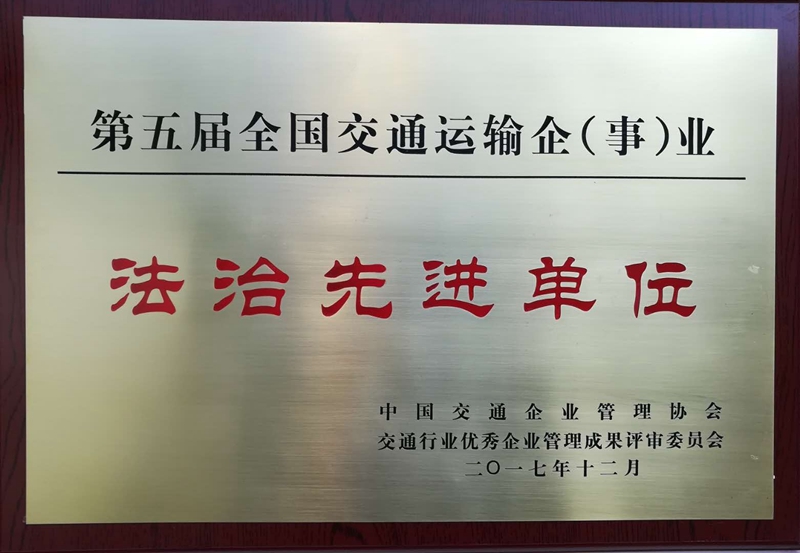 第五届全国交通运输企(事)业
法治先进单位
中国交通企业管理协会
交通行业优秀企业管理成果评审委员会
二〇一七年十二月